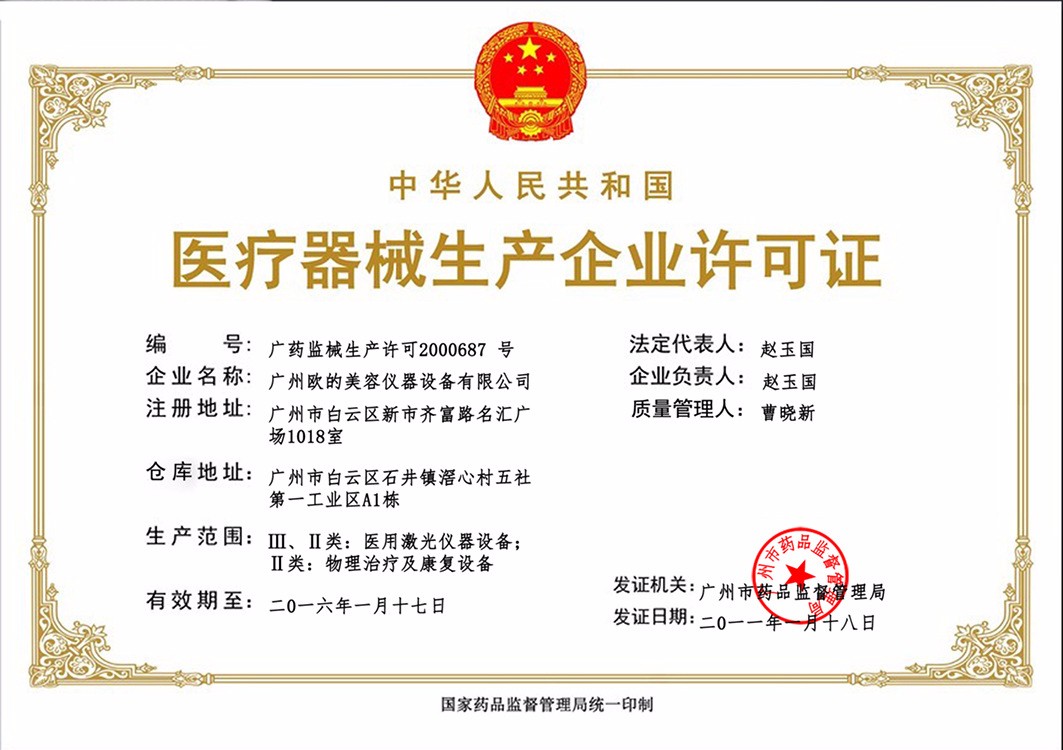 中华人民共和国
医疗器械生产企业许可证
编 号: 广药监械生产许可2000687 号
企业名称: 广州欧的美容仪器设备有限公司
注册地址: 广州市白云区新市齐富路名汇广
场1018室
仓库地址: 广州市白云区石井镇滘心村五社
第一工业区A1栋
生产范围: Ⅲ、Ⅱ类: 医用激光仪器设备;
Ⅱ类: 物理治疗及康复设备
有效期至: 二0一六年一月十七日
法定代表人: 赵玉国
企业负责人: 赵玉国
质量管理人: 曹晓新
发证机关: 广州市药品监督管理局
发证日期: 二0一一年一月十八日
广州市药品监督管理局
国家药品监督管理局统一印制